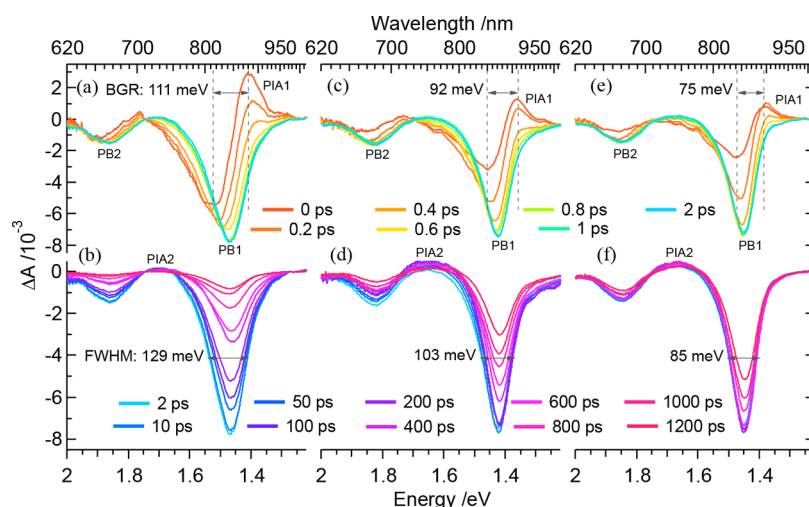 Wavelength /nm
620 700 800 950
620 700 800 950
620 700 800 900
(a) BGR: 111 meV PIA1
(c) 92 meV PIA1
(e) 75 meV PIA1
2
0
-2
-4
-6
-8
PB2 PB2 PB2
PB1 PB1 PB1
0 ps 0.4 ps 0.8 ps 2 ps
0.2 ps 0.6 ps 1 ps
ΔA /10⁻³
(b) PIA2
(d) PIA2
(f) PIA2
0
-2
-4
-6
-8
FWHM: 129 meV 103 meV 85 meV
2 ps 50 ps 200 ps 600 ps 1000 ps
10 ps 100 ps 400 ps 800 ps 1200 ps
2 1.8 1.6 1.4 2 1.8 1.6 1.4 2 1.8 1.6 1.4
Energy /eV